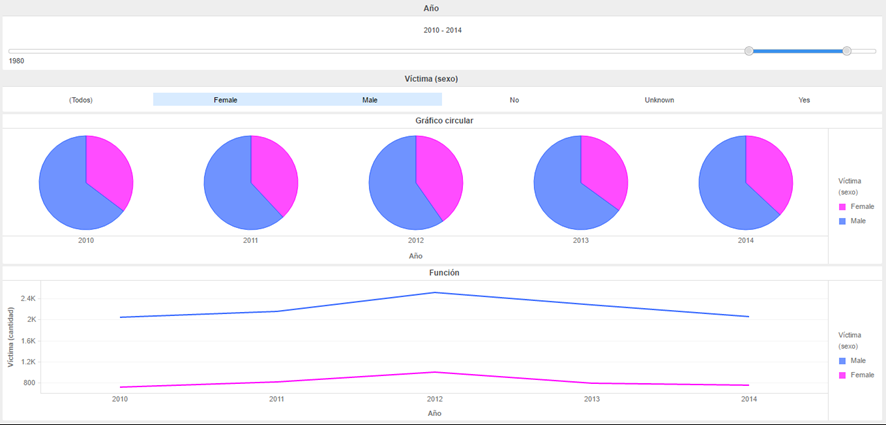 Año
2010 - 2014
1980
Víctima (sexo)
(Todos) Female Male No Unknown Yes
Gráfico circular
2010 2011 2012 2013 2014
Año
Víctima
(sexo)
Female
Male
Función
Víctima (cantidad)
2.4K
2K
1.6K
1.2K
800
2010 2011 2012 2013 2014
Año
Víctima
(sexo)
Male
Female